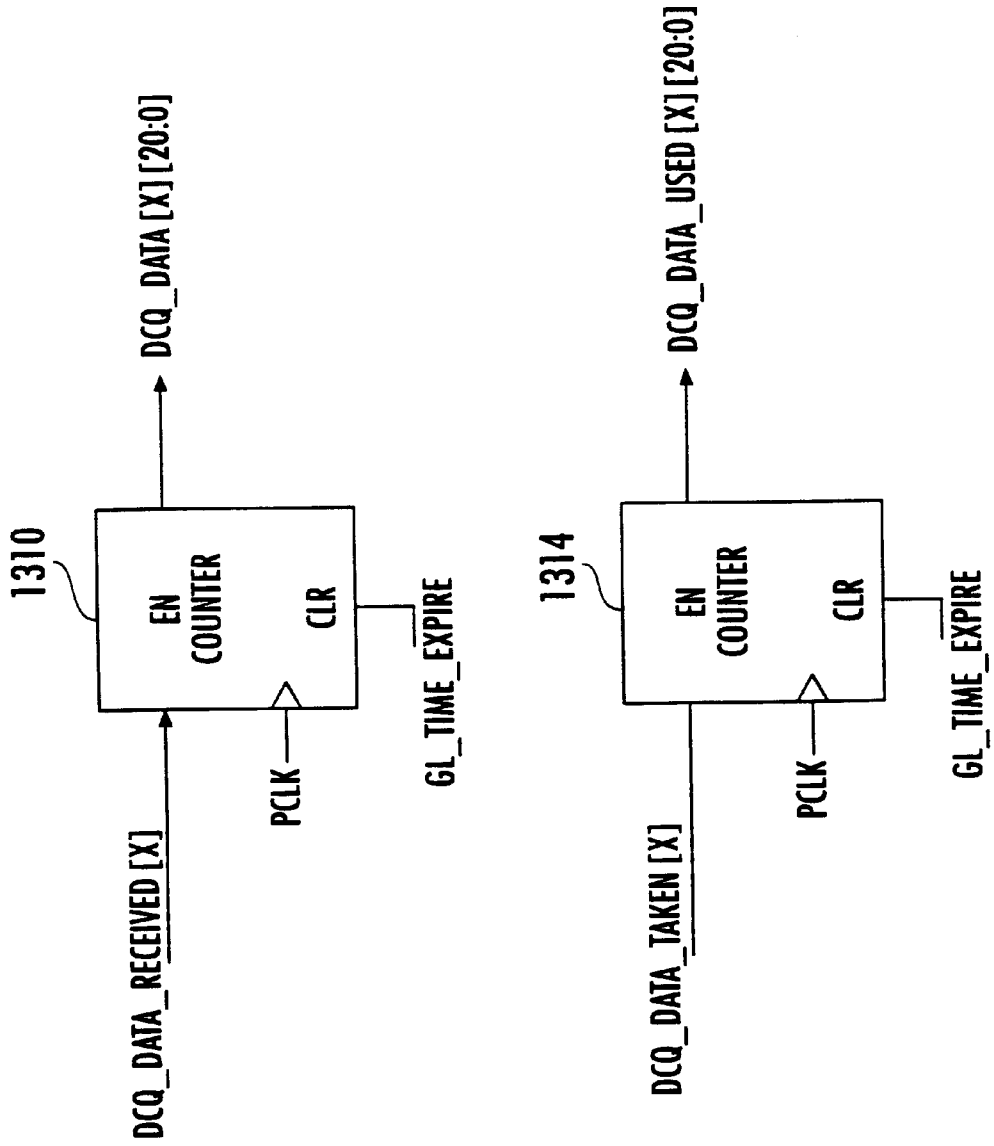 1310
DCQ_DATA_RECEIVED [X]
EN
COUNTER
DCQ_DATA [X] [20:0]
PCLK
CLR
GL_TIME_EXPIRE
1314
DCQ_DATA_TAKEN [X]
EN
COUNTER
DCQ_DATA_USED [X] [20:0]
PCLK
CLR
GL_TIME_EXPIRE